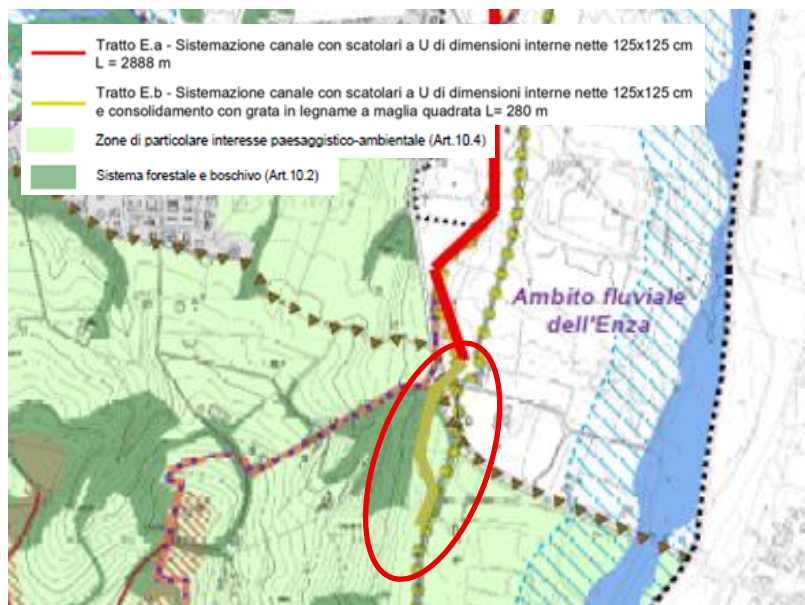 Tratto E.a - Sistemazione canale con scatolari a U di dimensioni interne nette 125x125 cm
L = 2888 m
Tratto E.b - Sistemazione canale con scatolari a U di dimensioni interne nette 125x125 cm
e consolidamento con grata in legname a maglia quadrata L= 280 m
Zone di particolare interesse paesaggistico-ambientale (Art.10.4)
Sistema forestale e boschivo (Art.10.2)
Ambito fluviale
dell'Enza